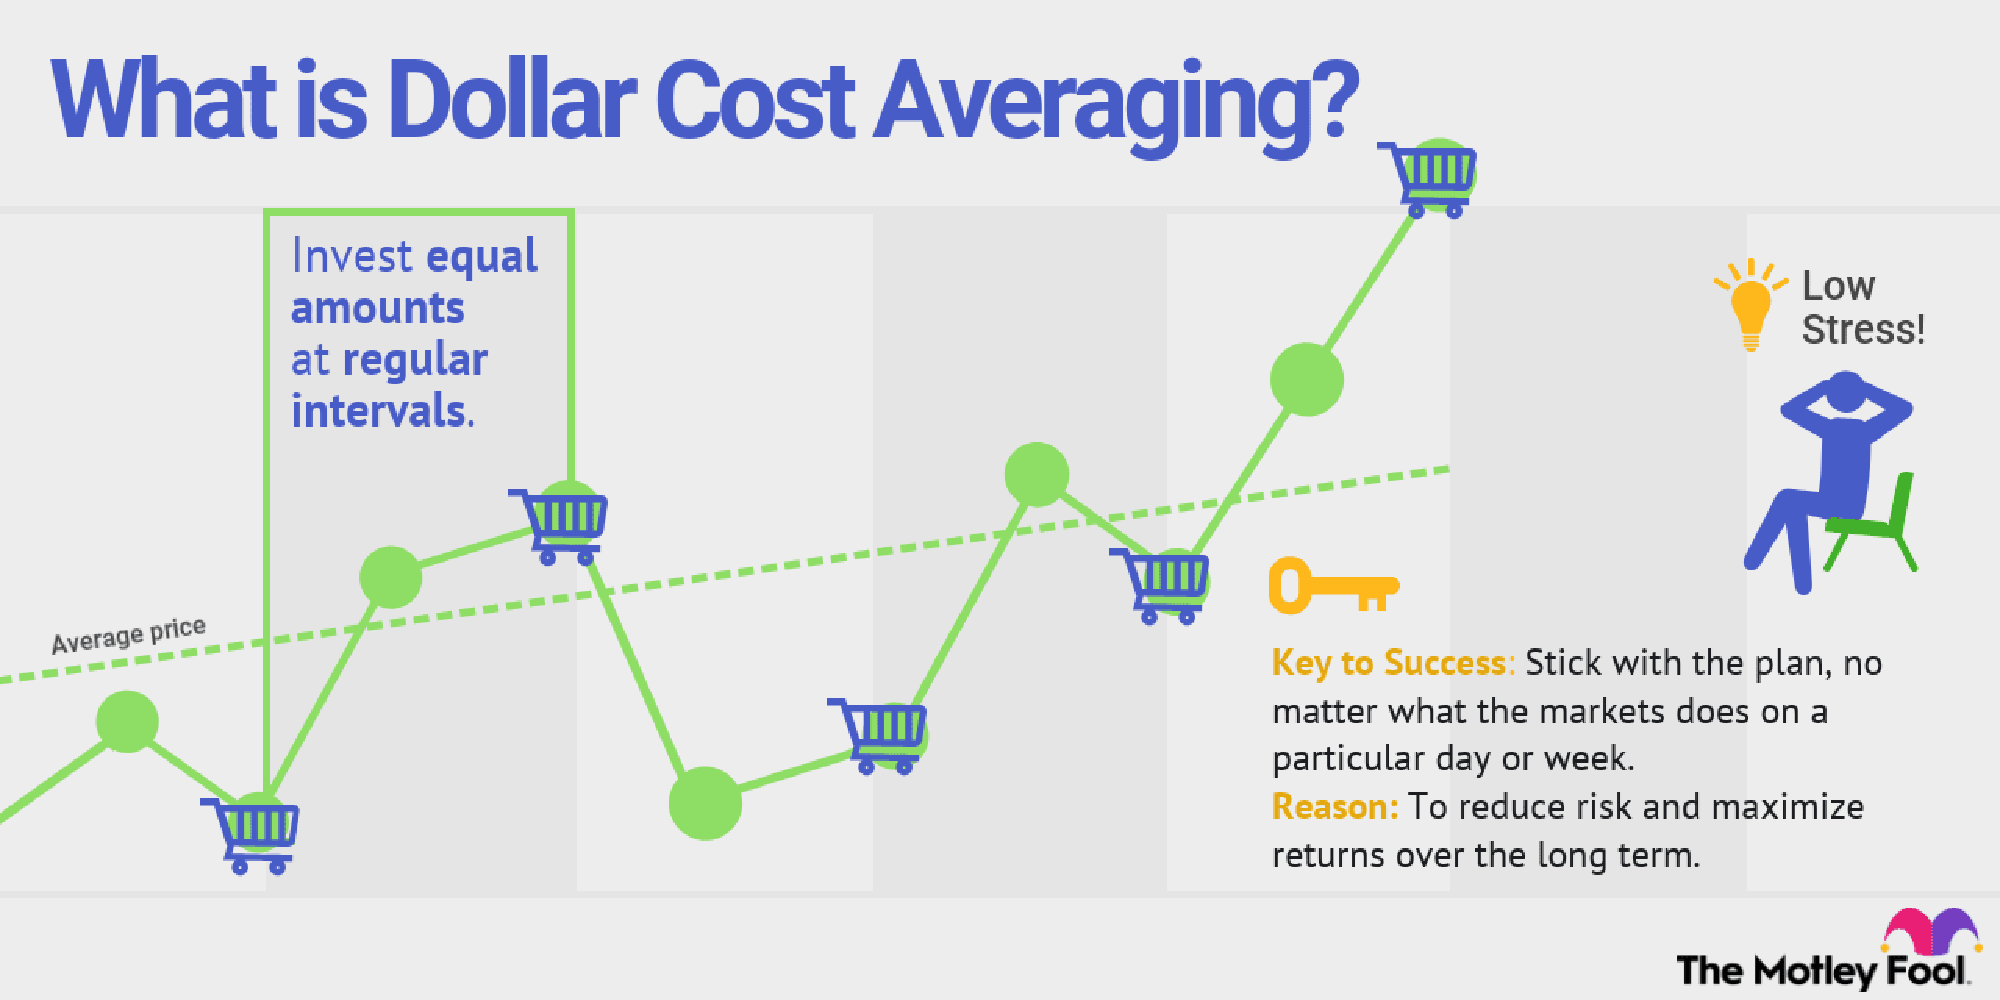 What is Dollar Cost Averaging?
Invest equal
amounts
at regular
intervals.
Low
Stress!
Average price
Key to Success: Stick with the plan, no
matter what the markets does on a
particular day or week.
Reason: To reduce risk and maximize
returns over the long term.
The Motley Fool.